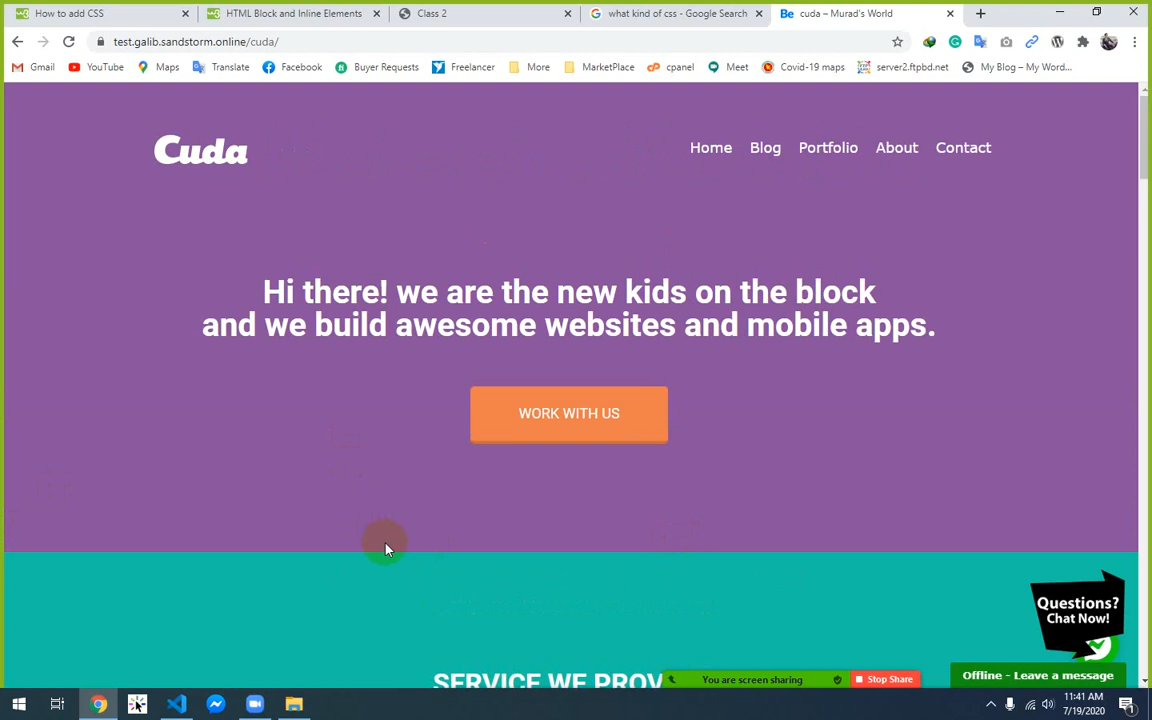 How to add CSS
HTML Block and Inline Elements
Class 2
what kind of css - Google Search
Be
cuda – Murad's World
test.galib.sandstorm.online/cuda/
Gmail
YouTube
Maps
Translate
Facebook
Buyer Requests
Freelancer
More
MarketPlace
cpanel
Meet
Covid-19 maps
server2.ftpbd.net
My Blog – My Word...
Cuda
Home
Blog
Portfolio
About
Contact
Hi there! we are the new kids on the block
and we build awesome websites and mobile apps.
WORK WITH US
Questions?
Chat Now!
SERVICE WE PROV
You are screen sharing
Stop Share
Offline - Leave a message
11:41 AM
7/19/2020